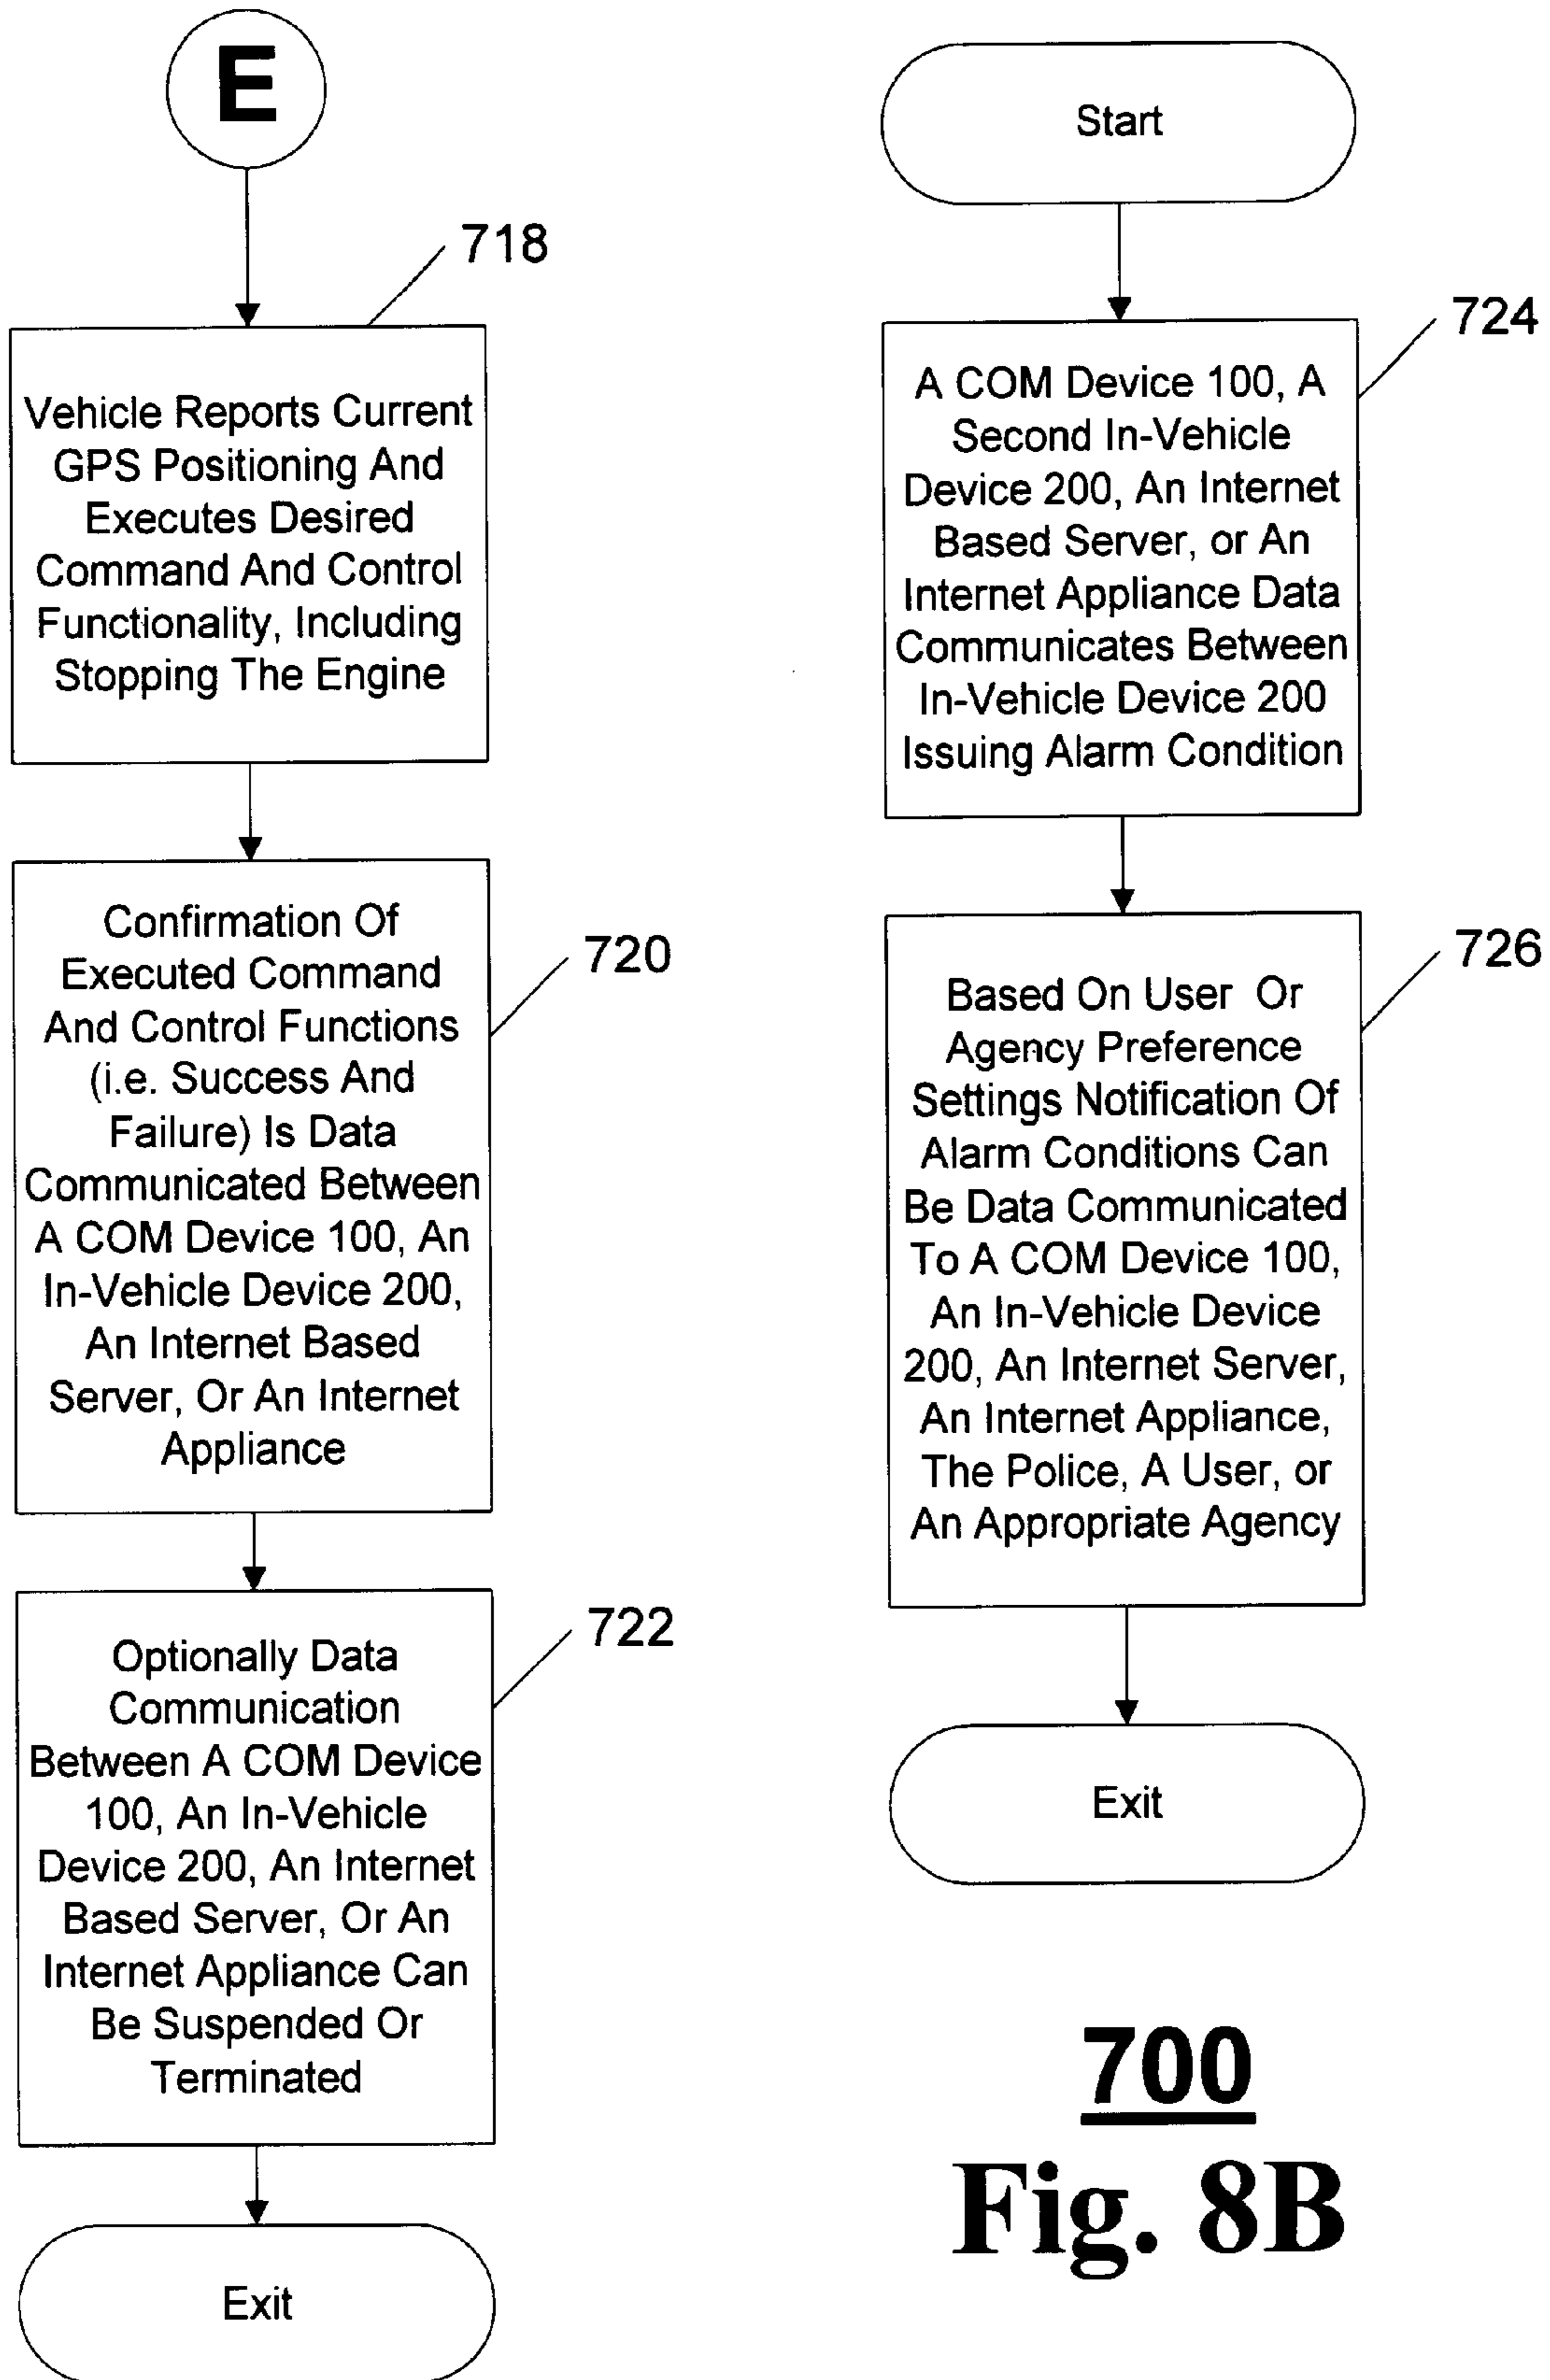 E
718
Vehicle Reports Current
GPS Positioning And
Executes Desired
Command And Control
Functionality, Including
Stopping The Engine
720
Confirmation Of
Executed Command
And Control Functions
(i.e. Success And
Failure) Is Data
Communicated Between
A COM Device 100, An
In-Vehicle Device 200,
An Internet Based
Server, Or An Internet
Appliance
722
Optionally Data
Communication
Between A COM Device
100, An In-Vehicle
Device 200, An Internet
Based Server, Or An
Internet Appliance Can
Be Suspended Or
Terminated
Exit
Start
724
A COM Device 100, A
Second In-Vehicle
Device 200, An Internet
Based Server, or An
Internet Appliance Data
Communicates Between
In-Vehicle Device 200
Issuing Alarm Condition
726
Based On User Or
Agency Preference
Settings Notification Of
Alarm Conditions Can
Be Data Communicated
To A COM Device 100,
An In-Vehicle Device
200, An Internet Server,
An Internet Appliance,
The Police, A User, or
An Appropriate Agency
Exit
700
Fig. 8B